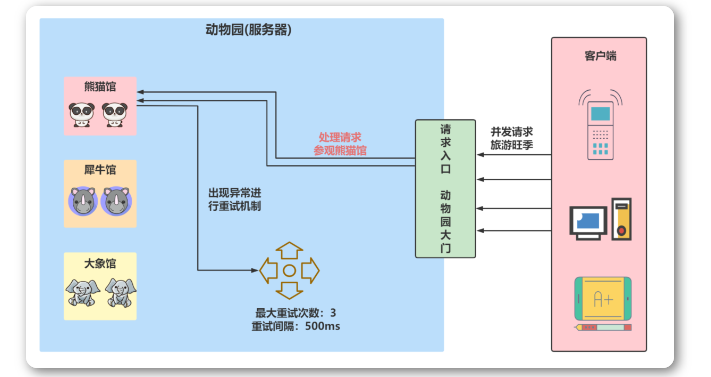 动物园(服务器)
熊猫馆
犀牛馆
大象馆
处理请求
参观熊猫馆
出现异常进
行重试机制
最大重试次数：3
重试间隔：500ms
请求入口 动物园大门
并发请求
旅游旺季
客户端
A+